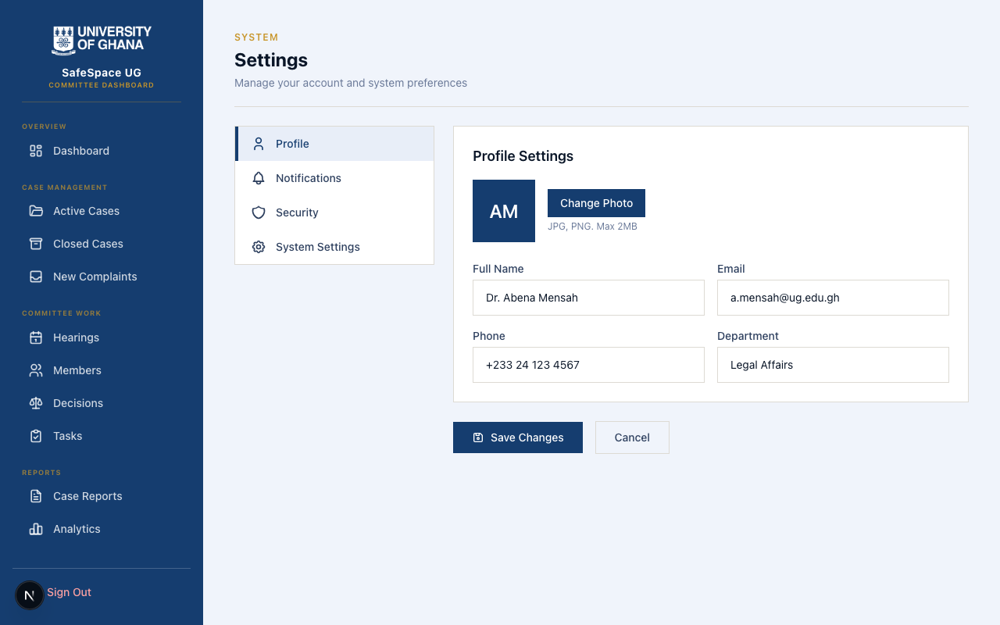 UNIVERSITY
OF GHANA
SafeSpace UG
COMMITTEE DASHBOARD
OVERVIEW
Dashboard
CASE MANAGEMENT
Active Cases
Closed Cases
New Complaints
COMMITTEE WORK
Hearings
Members
Decisions
Tasks
REPORTS
Case Reports
Analytics
N
Sign Out
SYSTEM
Settings
Manage your account and system preferences
Profile
Notifications
Security
System Settings
Profile Settings
AM
Change Photo
JPG, PNG. Max 2MB
Full Name
Dr. Abena Mensah
Email
a.mensah@ug.edu.gh
Phone
+233 24 123 4567
Department
Legal Affairs
Save Changes
Cancel